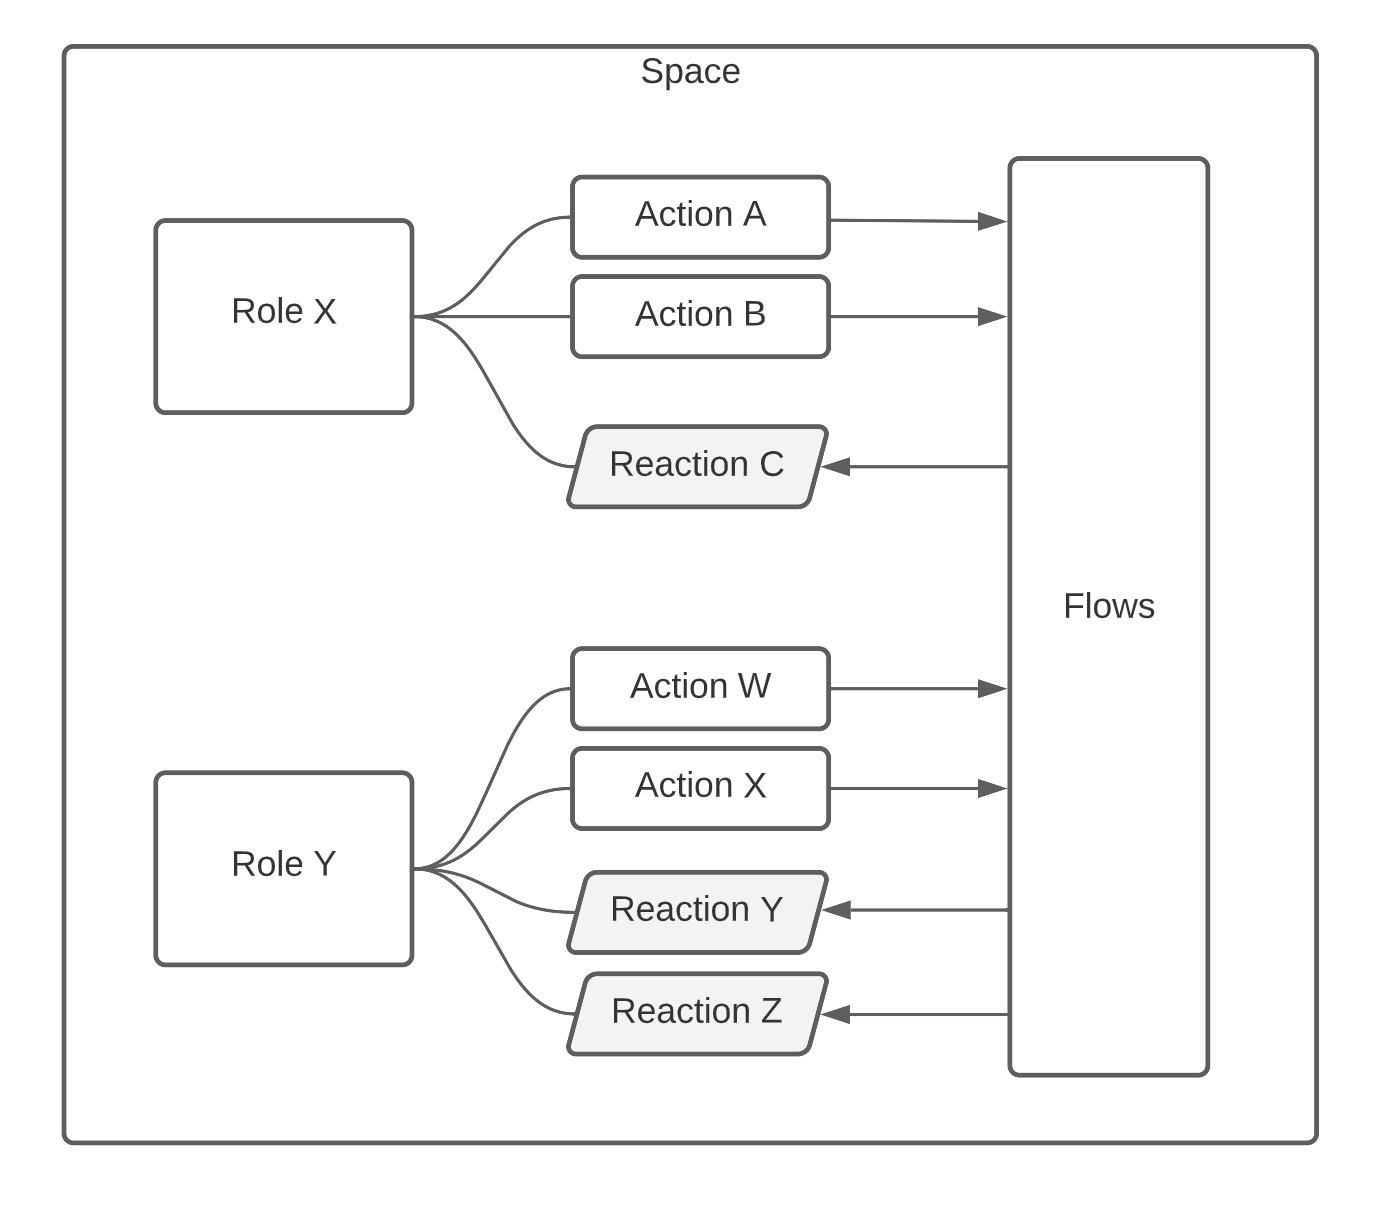 Space
Action A
Role X
Action B
Reaction C
Flows
Action W
Action X
Role Y
Reaction Y
Reaction Z